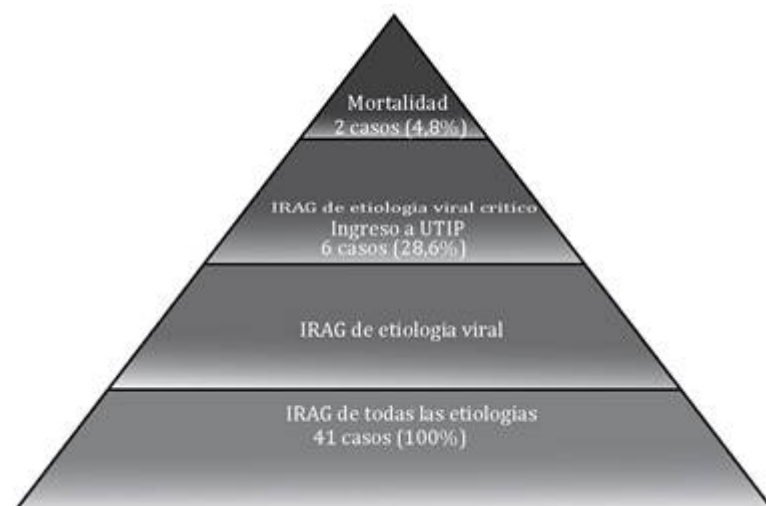 Mortalidad
2 casos (4,8%)
IRAG de etiologia viral critico
Ingreso a UTIP
6 casos (28,6%)
IRAG de etiologia viral
IRAG de todas las etiologias
41 casos (100%)